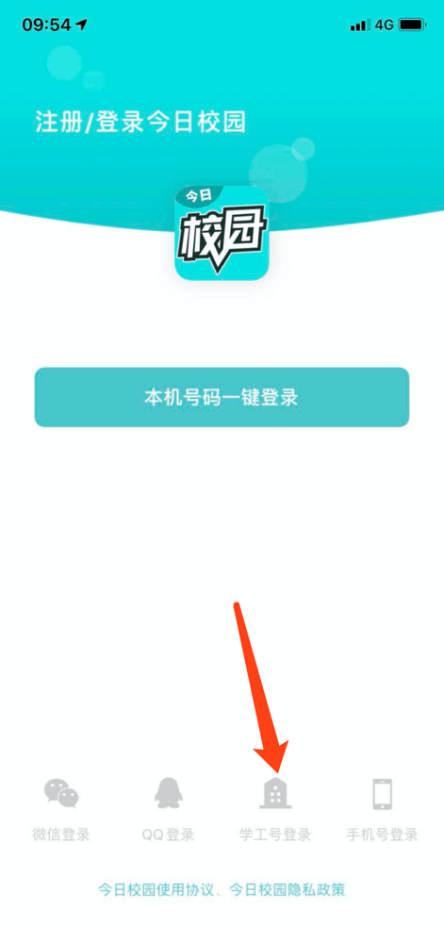 09:54 4G
注册/登录今日校园
今日
校园
本机号码一键登录
微信登录 QQ登录 学工号登录 手机号登录
今日校园使用协议、今日校园隐私政策